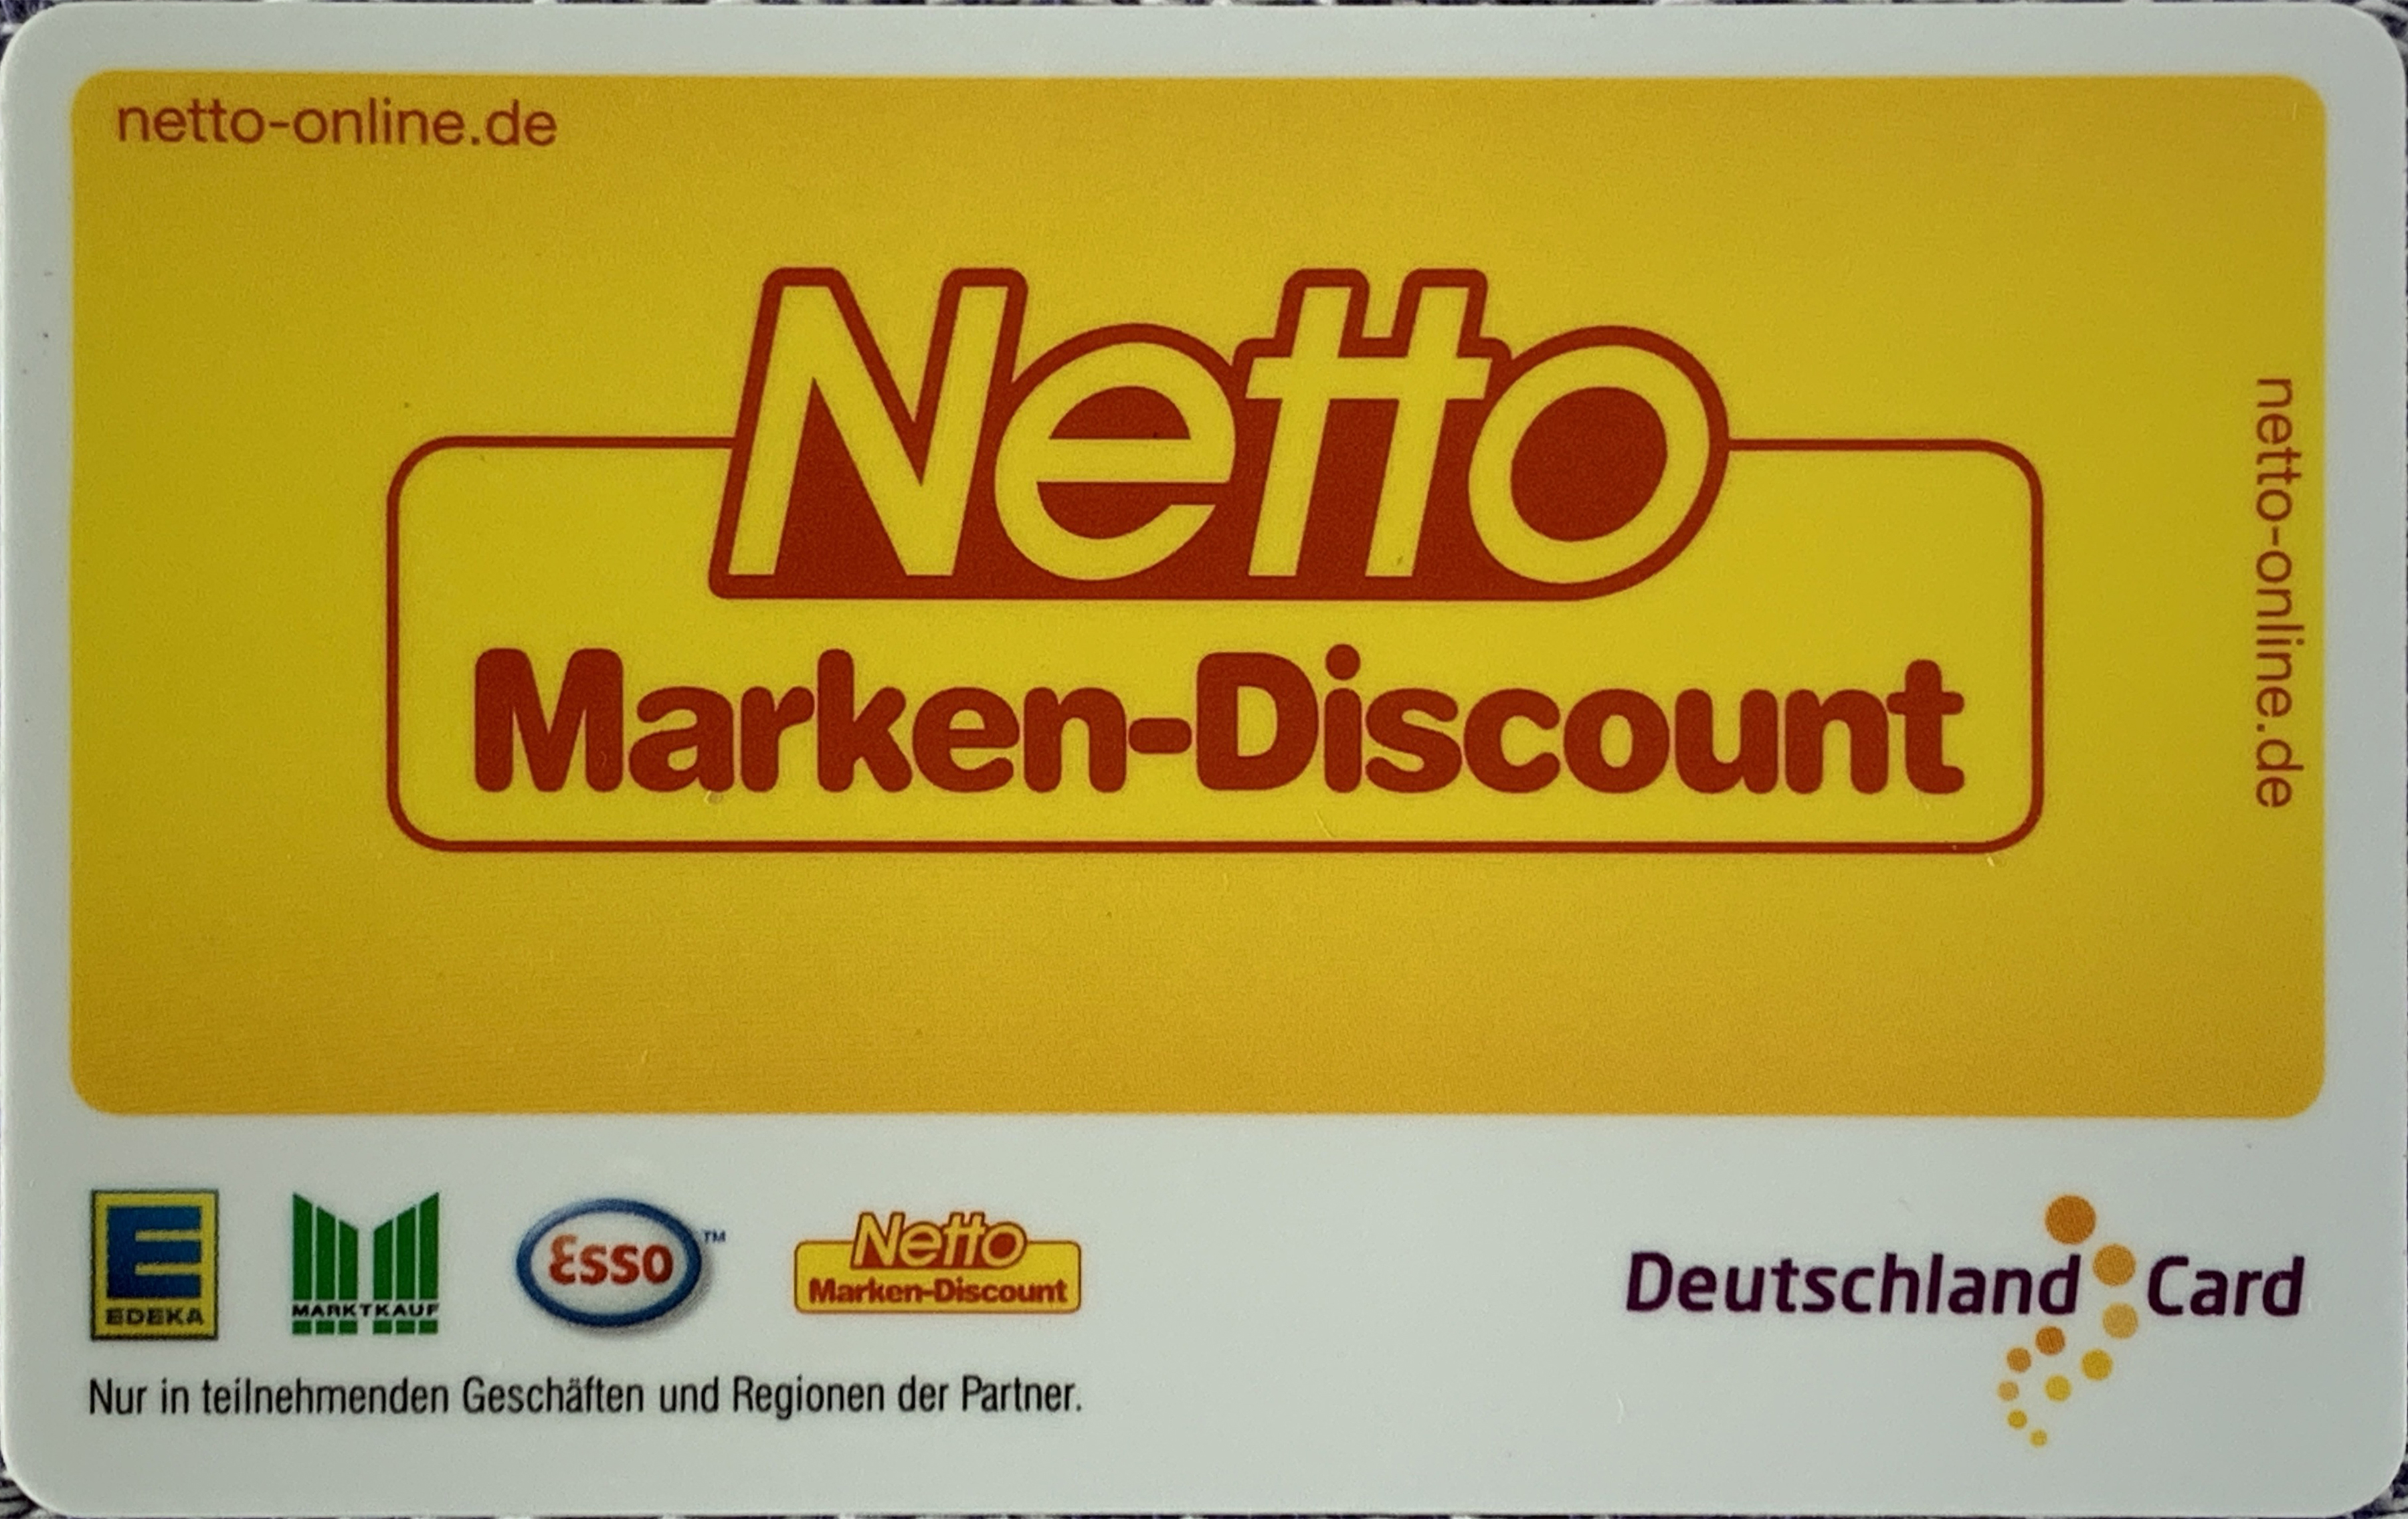 netto-online.de
Netto
Marken-Discount
netto-online.de
EDEKA
MARKTKAUF
Esso TM
Netto
Marken-Discount
Deutschland Card
Nur in teilnehmenden Geschäften und Regionen der Partner.